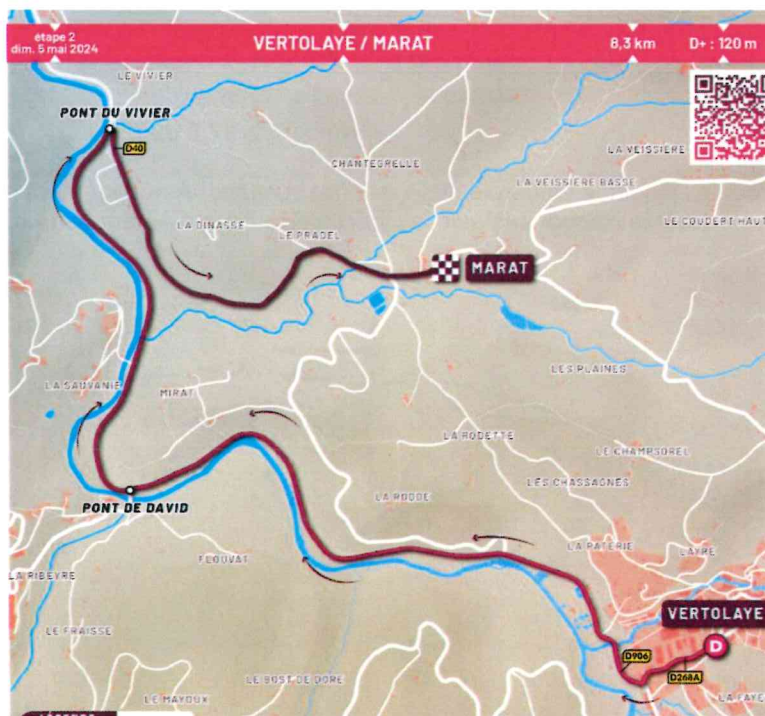 étape 2
dim. 5 mai 2024
VERTOLAYE / MARAT
8,3 km
D+ : 120 m
LE VIVIER
PONT DU VIVIER
D40
CHANTEGRELLE
LA VEISSIÈRE
LA VEISSIÈRE BASSE
LA DINASSE
LE COUDERT HAUT
LE PRADEL
MARAT
LES PLAINES
LA SAUVANIE
MIRAT
LA RODETTE
LE CHAMPSOREL
LES CHASSAGNES
LA RODDE
PONT DE DAVID
LA PATERIE
LAYRE
FLOUVAT
LA RIBEYRE
VERTOLAYE
D
LE FRAISSE
D906
D268A
LE BOST DE DORE
LE MAYOUX
LA FAYE